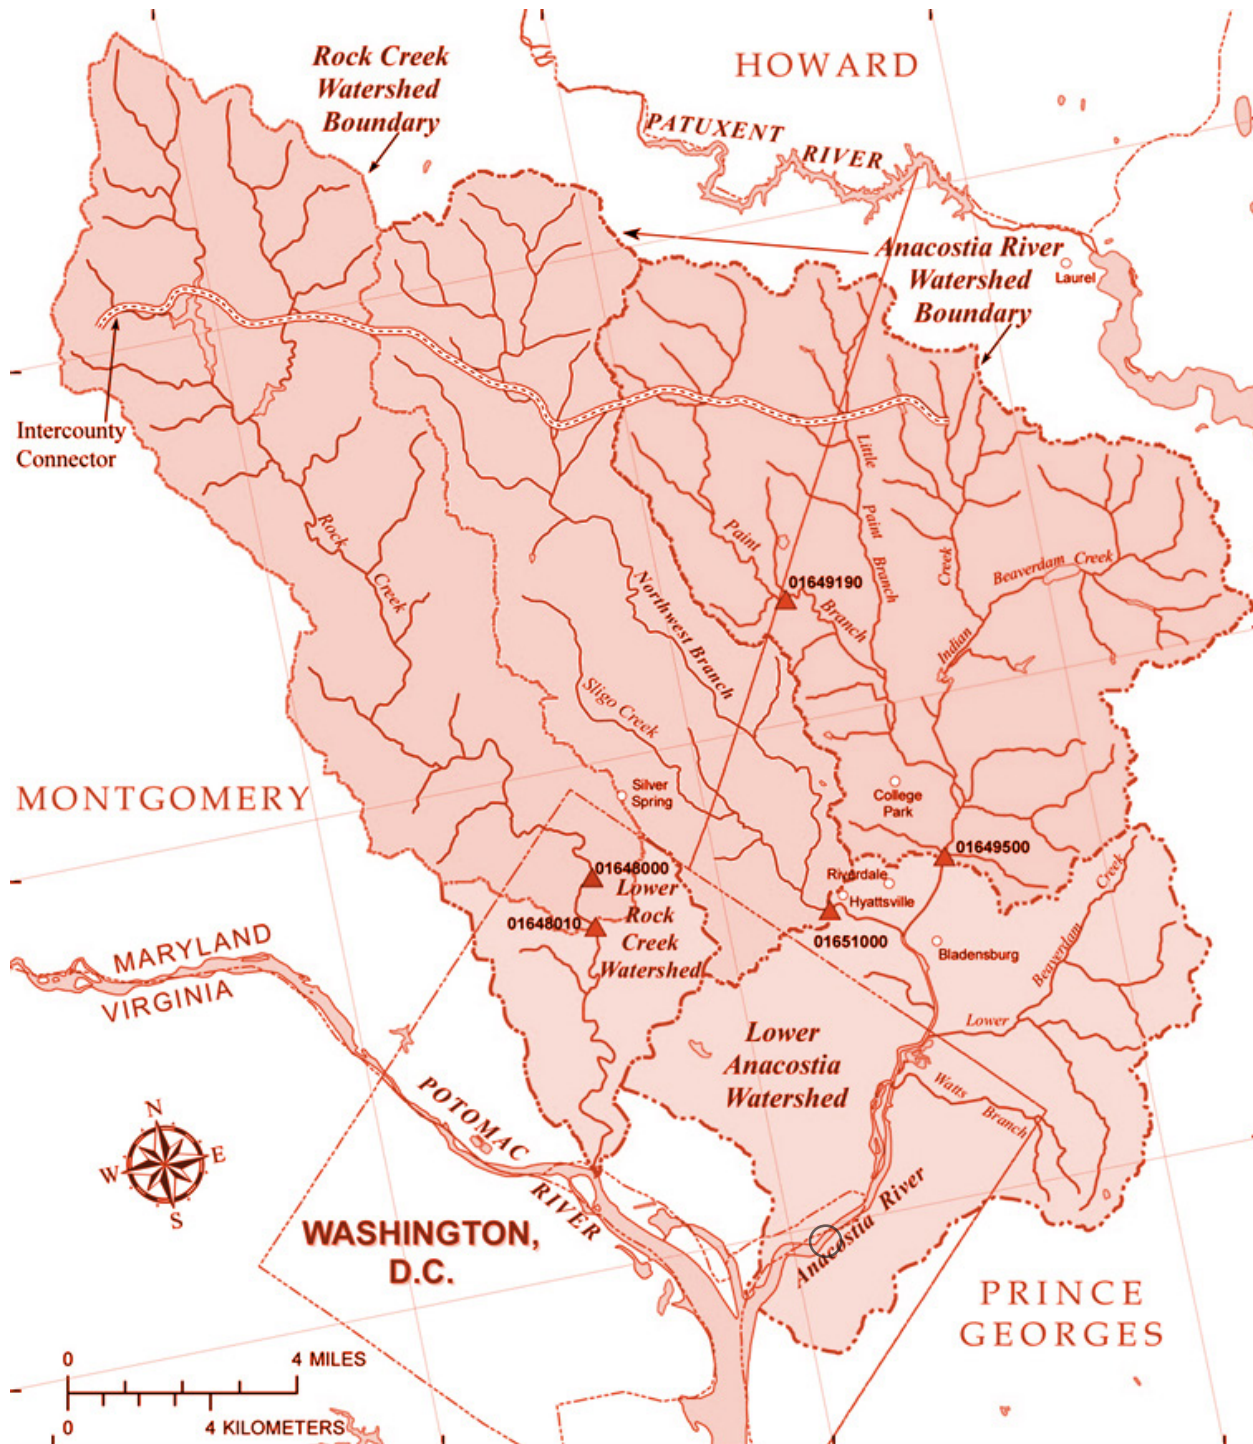 HOWARD
Rock Creek
Watershed
Boundary
PATUXENT
RIVER
Anacostia River
Watershed
Boundary
Laurel
Intercounty
Connector
Little
Paint
Branch
Rock
Creek
Paint
Branch
01649190
Creek
Indian
Beaverdam Creek
Northwest Branch
Sligo Creek
MONTGOMERY
Silver
Spring
College
Park
01649500
01648000
Lower
Rock
Creek
Watershed
01648010
Riverdale
Hyattsville
01651000
Bladensburg
Beaverdam
Creek
Lower
MARYLAND
VIRGINIA
Lower
Anacostia
Watershed
Watts
Branch
POTOMAC
RIVER
N
W
E
S
WASHINGTON,
D.C.
Anacostia River
PRINCE
GEORGES
0
4 MILES
0
4 KILOMETERS